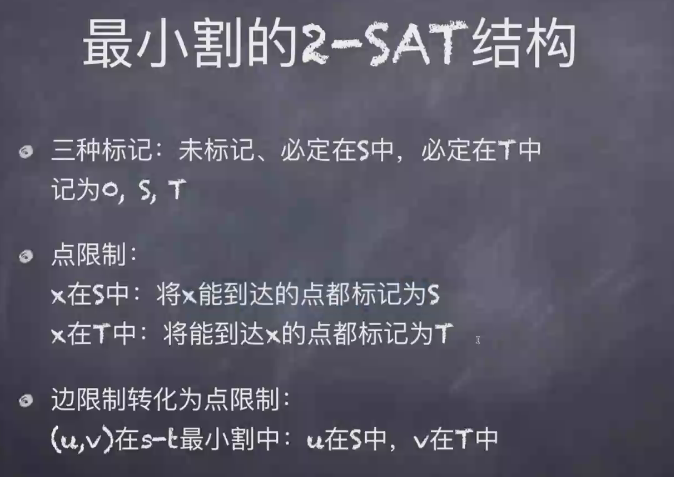 最小割的2-SAT结构
三种标记：未标记、必定在S中，必定在T中
记为0, S, T
点限制：
x在S中：将x能到达的点都标记为S
x在T中：将能到达x的点都标记为T
边限制转化为点限制：
(u,v)在s-t最小割中：u在S中，v在T中